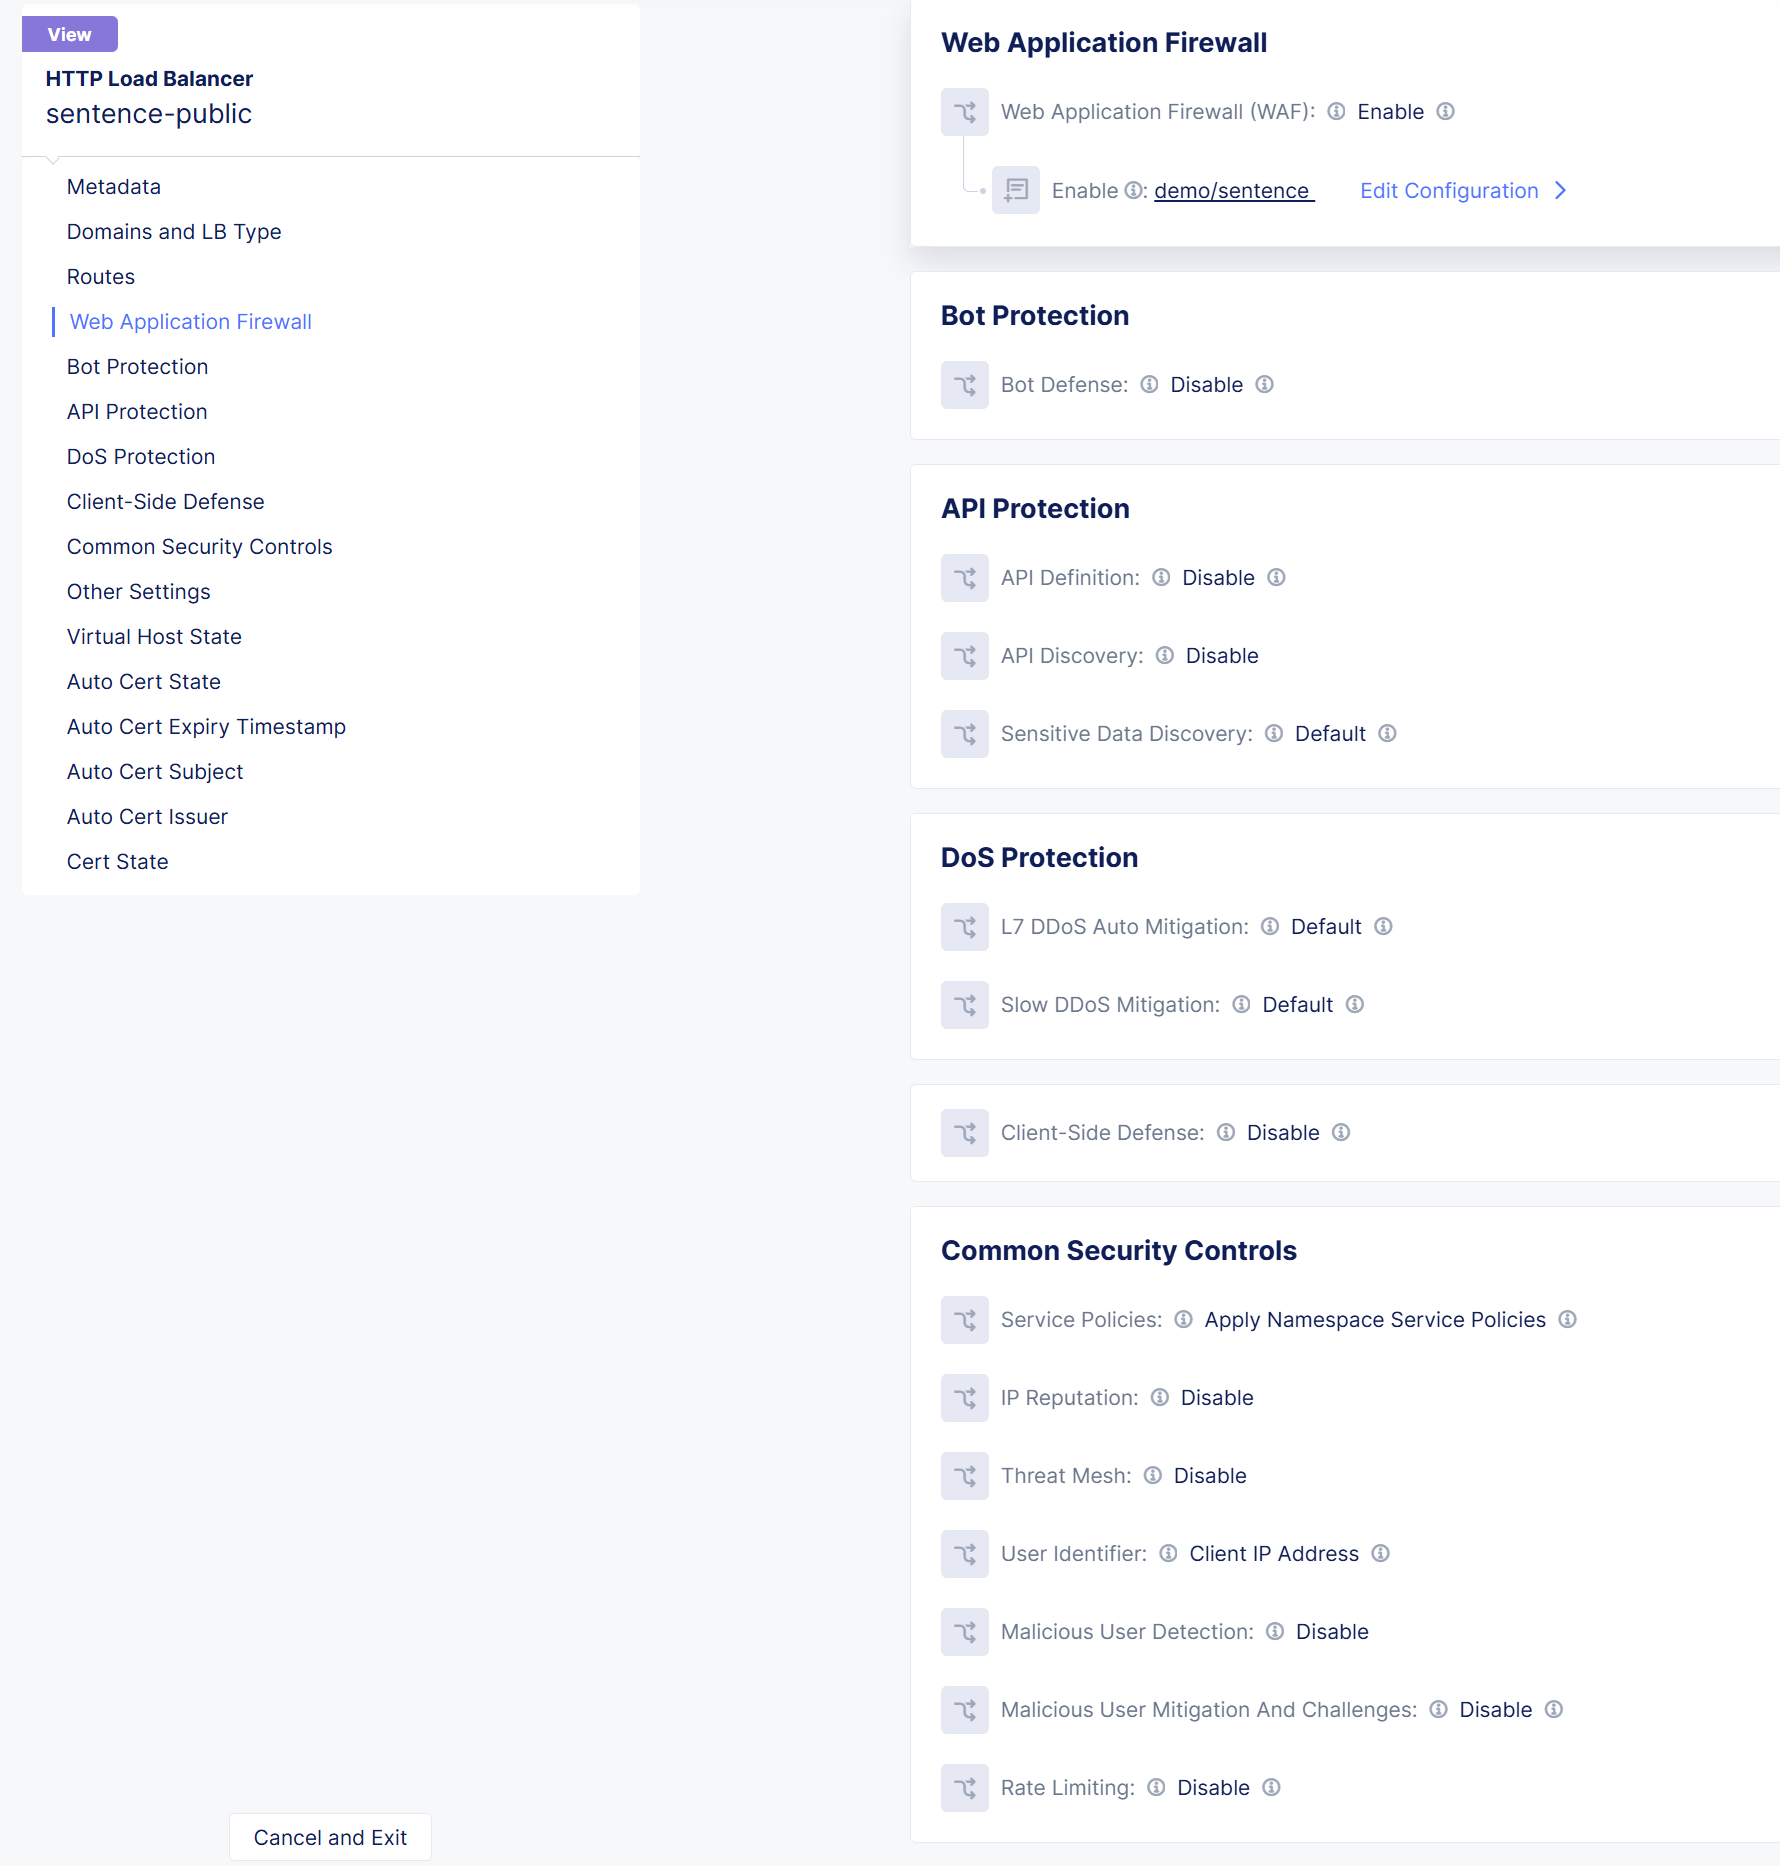 View
HTTP Load Balancer
sentence-public
Metadata
Domains and LB Type
Routes
Web Application Firewall
Bot Protection
API Protection
DoS Protection
Client-Side Defense
Common Security Controls
Other Settings
Virtual Host State
Auto Cert State
Auto Cert Expiry Timestamp
Auto Cert Subject
Auto Cert Issuer
Cert State
Cancel and Exit
Web Application Firewall
Web Application Firewall (WAF): Enable
Enable : demo/sentence Edit Configuration
Bot Protection
Bot Defense: Disable
API Protection
API Definition: Disable
API Discovery: Disable
Sensitive Data Discovery: Default
DoS Protection
L7 DDoS Auto Mitigation: Default
Slow DDoS Mitigation: Default
Client-Side Defense: Disable
Common Security Controls
Service Policies: Apply Namespace Service Policies
IP Reputation: Disable
Threat Mesh: Disable
User Identifier: Client IP Address
Malicious User Detection: Disable
Malicious User Mitigation And Challenges: Disable
Rate Limiting: Disable